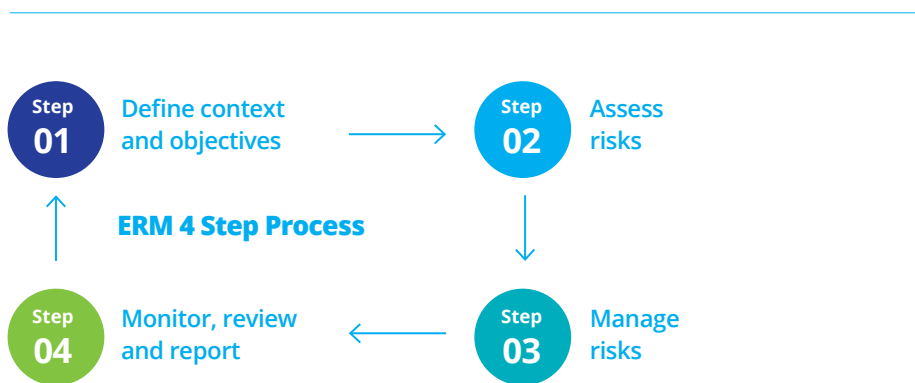 Step
01
Define context
and objectives
Step
02
Assess
risks
ERM 4 Step Process
Step
04
Monitor, review
and report
Step
03
Manage
risks